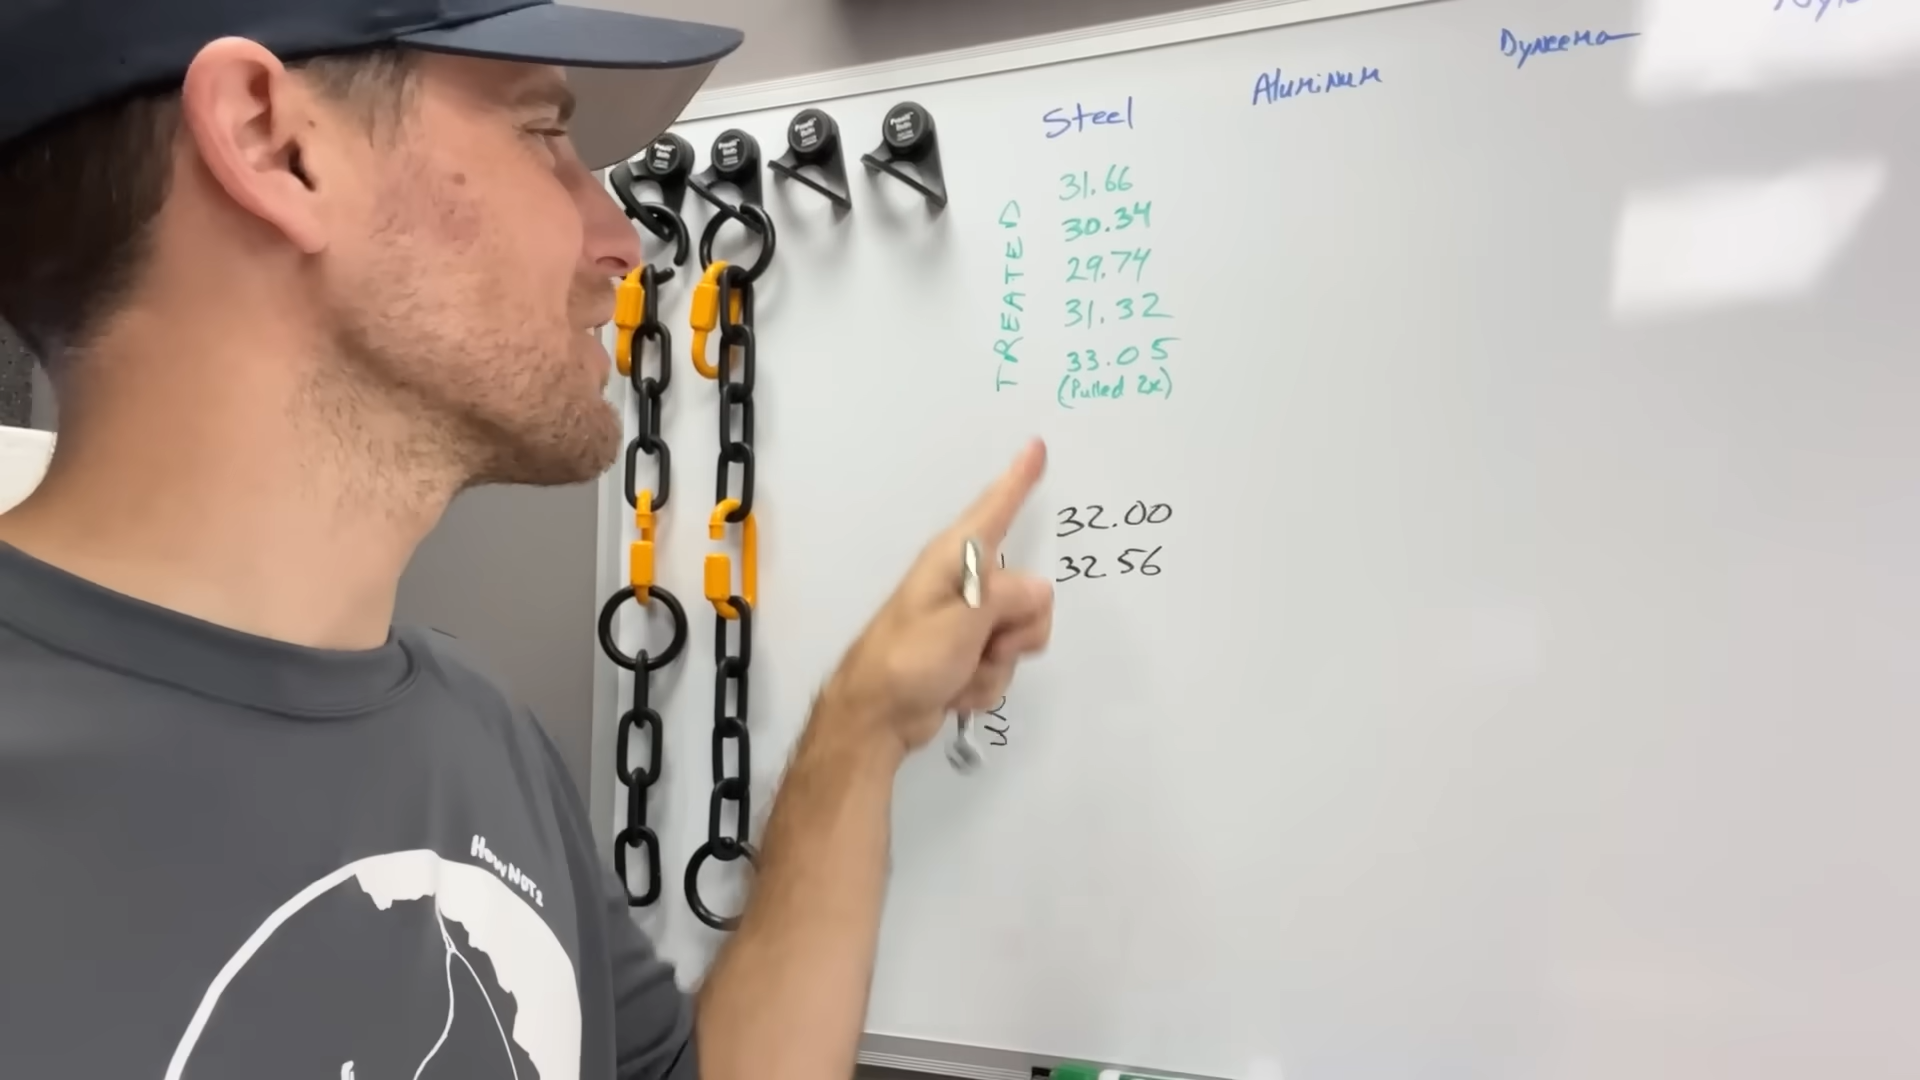 Steel
Aluminum
Dyneema
TREATED
31.66
30.34
29.74
31.32
33.05
(Pulled 2x)
32.00
32 56
HowNOT2